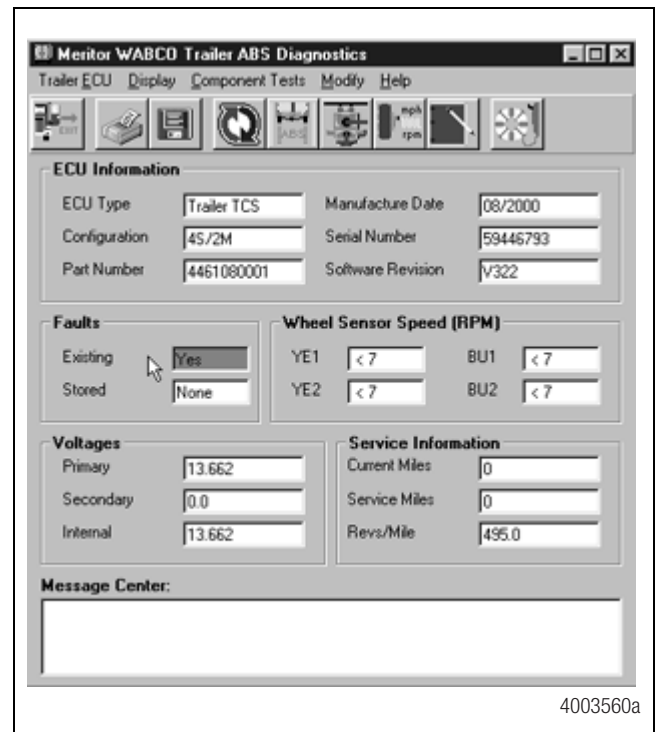 Meritor WABCO Trailer ABS Diagnostics
Trailer ECU Display Component Tests Modify Help
EXIT ABS mph rpm
ECU Information
ECU Type Trailer TCS Manufacture Date 08/2000
Configuration 4S/2M Serial Number 59446793
Part Number 4461080001 Software Revision V322
Faults Wheel Sensor Speed (RPM)
Existing Yes YE1 < 7 BU1 < 7
Stored None YE2 < 7 BU2 < 7
Voltages Service Information
Primary 13.662 Current Miles 0
Secondary 0.0 Service Miles 0
Internal 13.662 Revs/Mile 495.0
Message Center:
4003560a